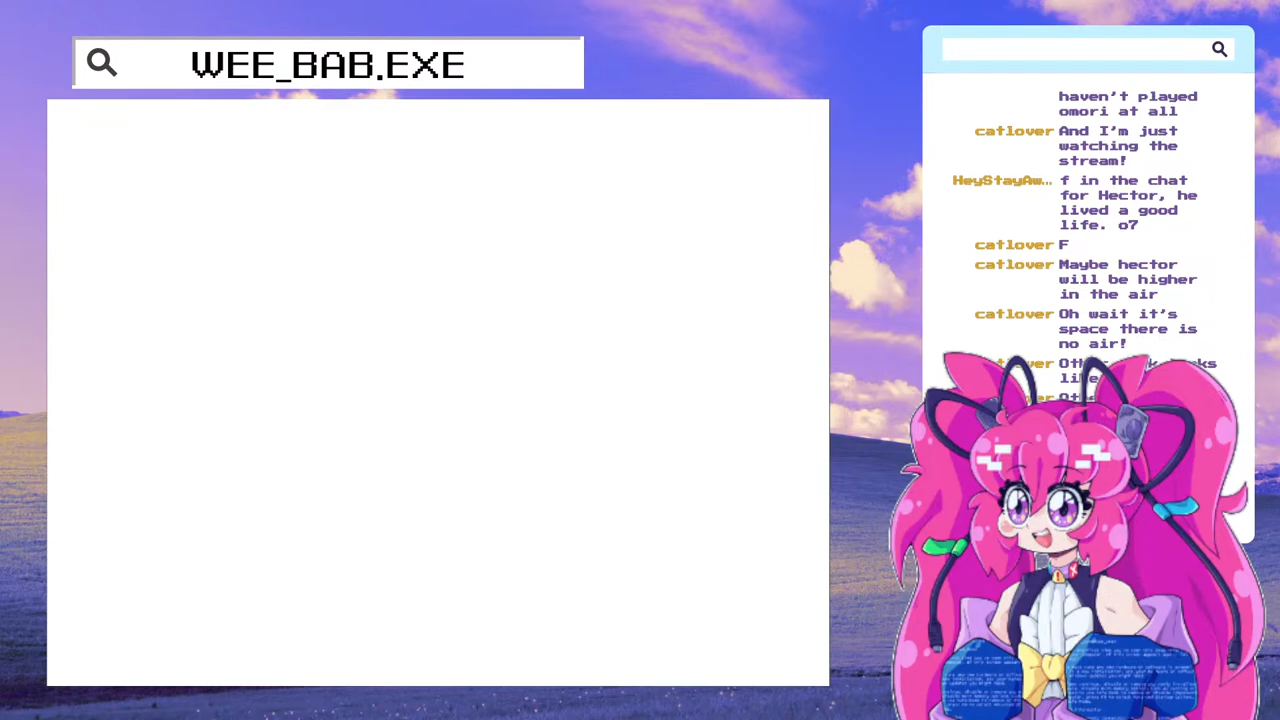 WEE_BAB.EXE
haven't played
omori at all
catlover And I'm just
watching the
stream!
HeyStayAw… f in the chat
for Hector, he
lived a good
life. o7
catlover F
catlover Maybe hector
will be higher
in the air
catlover Oh wait it's
space there is
no air!